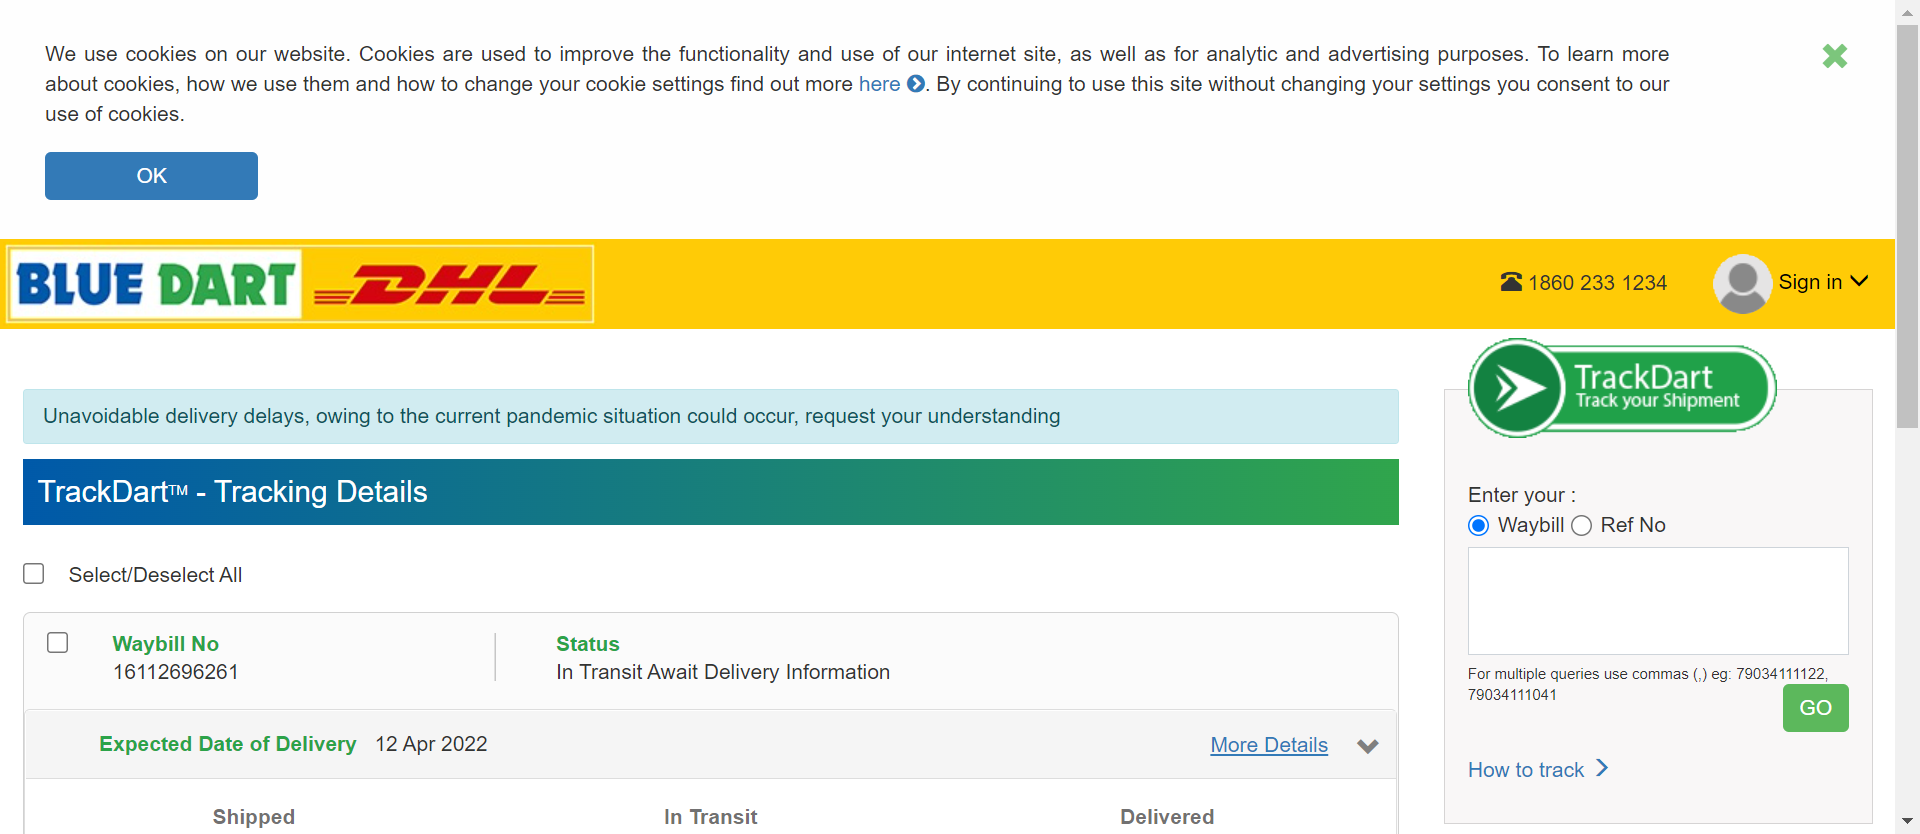 We use cookies on our website. Cookies are used to improve the functionality and use of our internet site, as well as for analytic and advertising purposes. To learn more
about cookies, how we use them and how to change your cookie settings find out more here . By continuing to use this site without changing your settings you consent to our
use of cookies.
OK
BLUE DART DHL
1860 233 1234
Sign in
TrackDart
Track your Shipment
Unavoidable delivery delays, owing to the current pandemic situation could occur, request your understanding
TrackDart™ - Tracking Details
Enter your :
Waybill Ref No
Select/Deselect All
Waybill No
16112696261
Status
In Transit Await Delivery Information
For multiple queries use commas (,) eg: 79034111122,
79034111041
GO
Expected Date of Delivery 12 Apr 2022
More Details
How to track
Shipped In Transit Delivered